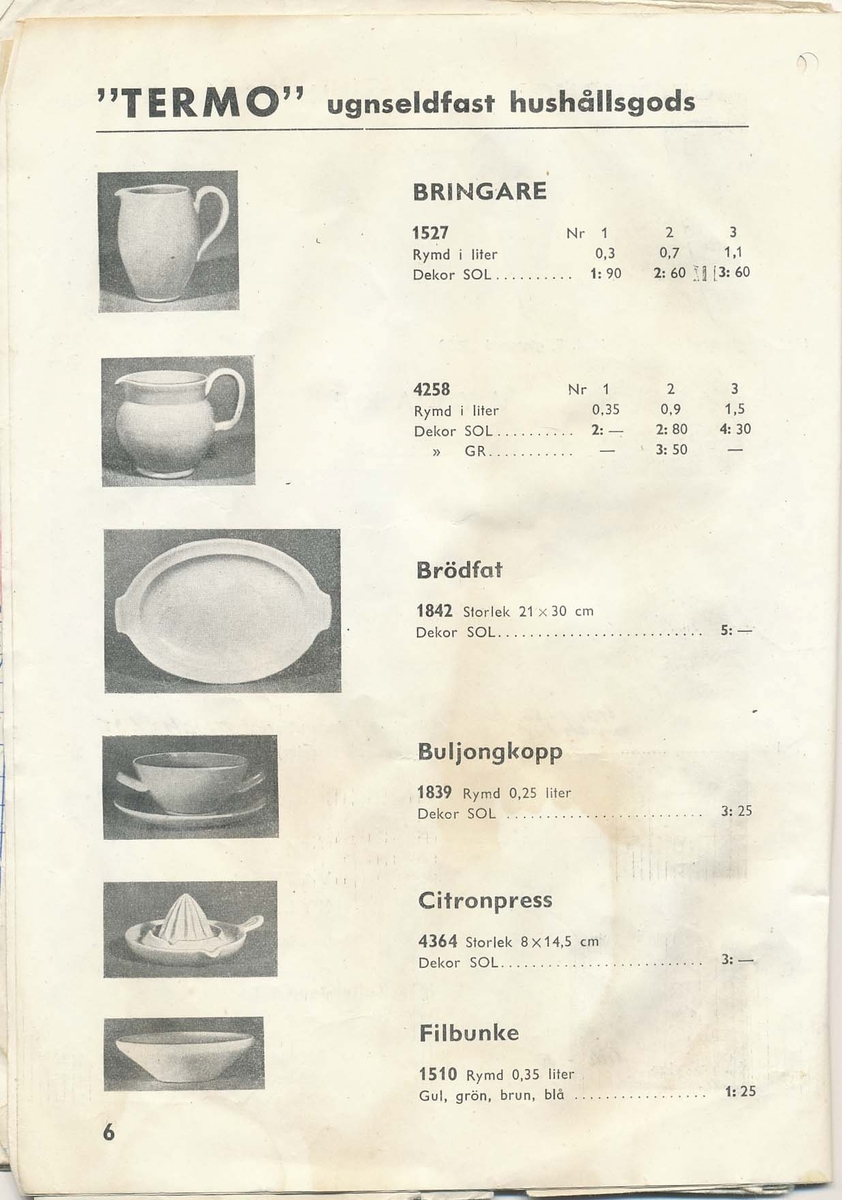 ”TERMO” ugnseldfast hushållsgods
BRINGARE
1527 Nr 1 2 3
Rymd i liter 0,3 0,7 1,1
Dekor SOL.......... 1: 90 2: 60 3: 60
4258 Nr 1 2 3
Rymd i liter 0,35 0,9 1,5
Dekor SOL.......... 2: — 2: 80 4: 30
» GR........... — 3: 50 —
Brödfat
1842 Storlek 21 × 30 cm
Dekor SOL.......................... 5: —
Buljongkopp
1839 Rymd 0,25 liter
Dekor SOL ......................... 3: 25
Citronpress
4364 Storlek 8 × 14,5 cm
Dekor SOL.......................... 3: —
Filbunke
1510 Rymd 0,35 liter
Gul, grön, brun, blå ................. 1: 25
6